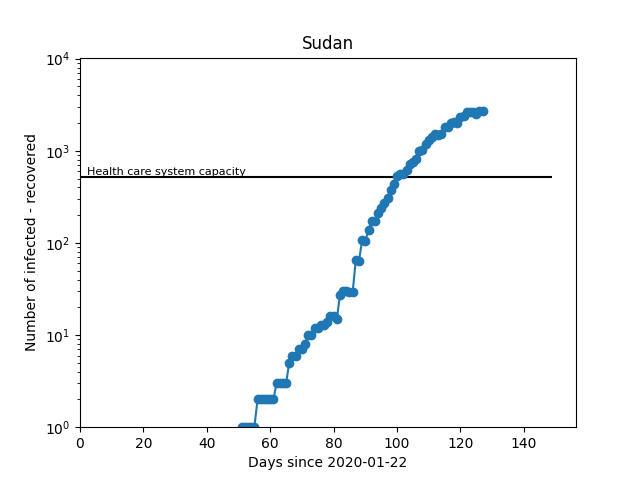 Sudan
10^4
10^3
10^2
10^1
10^0
Number of infected - recovered
Health care system capacity
0 20 40 60 80 100 120 140
Days since 2020-01-22